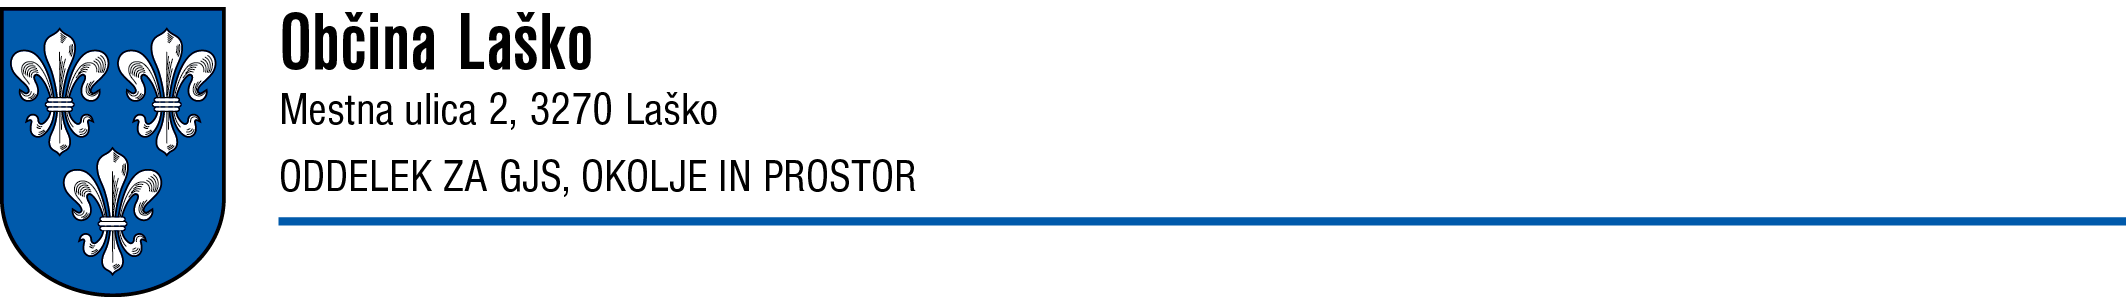 Občina Laško
Mestna ulica 2, 3270 Laško
ODDELEK ZA GJS, OKOLJE IN PROSTOR